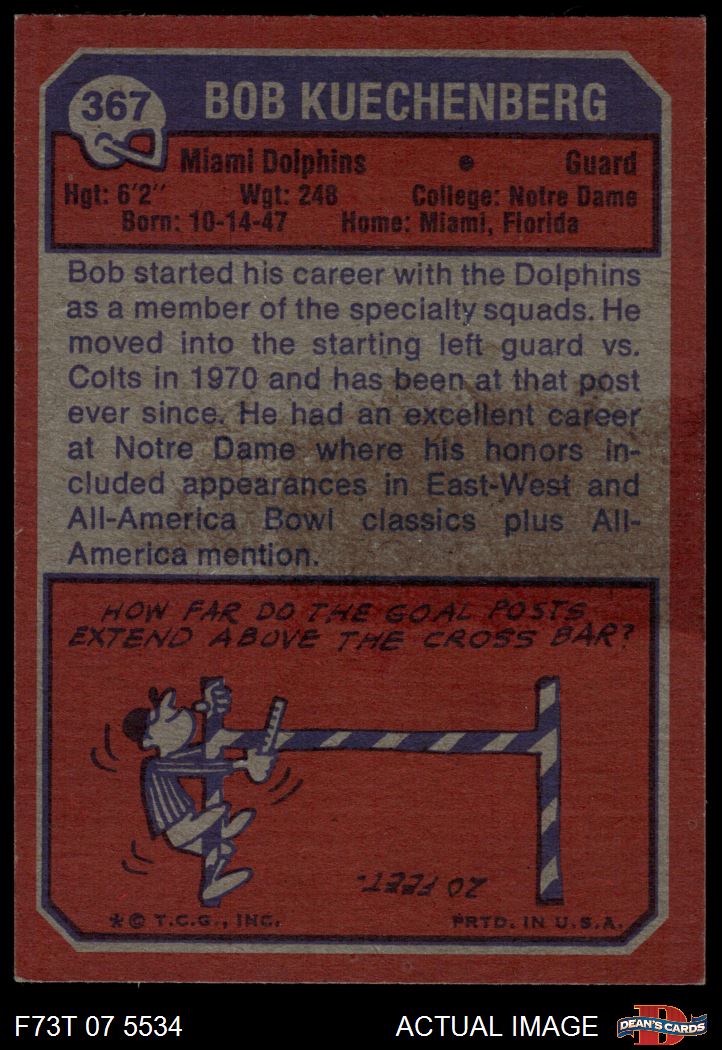 367 BOB KUECHENBERG
Miami Dolphins • Guard
Hgt: 6'2" Wgt: 248 College: Notre Dame
Born: 10-14-47 Home: Miami, Florida
Bob started his career with the Dolphins
as a member of the specialty squads. He
moved into the starting left guard vs.
Colts in 1970 and has been at that post
ever since. He had an excellent career
at Notre Dame where his honors in-
cluded appearances in East-West and
All-America Bowl classics plus All-
America mention.
HOW FAR DO THE GOAL POSTS
EXTEND ABOVE THE CROSS BAR?
20 FEET.
* © T.C.G., INC. PRTD. IN U.S.A.
F73T 07 5534 ACTUAL IMAGE D DEAN'S CARDS